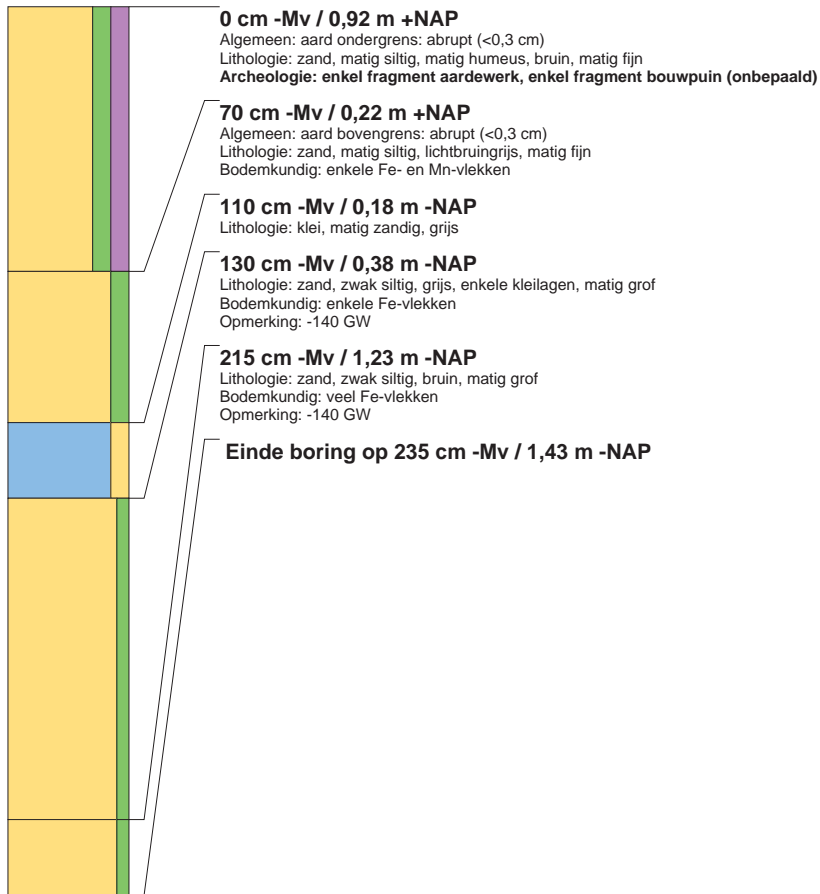 0 cm -Mv / 0,92 m +NAP
Algemeen: aard ondergrens: abrupt (<0,3 cm)
Lithologie: zand, matig siltig, matig humeus, bruin, matig fijn
Archeologie: enkel fragment aardewerk, enkel fragment bouwpuin (onbepaald)
70 cm -Mv / 0,22 m +NAP
Algemeen: aard bovengrens: abrupt (<0,3 cm)
Lithologie: zand, matig siltig, lichtbruingrijs, matig fijn
Bodemkundig: enkele Fe- en Mn-vlekken
110 cm -Mv / 0,18 m -NAP
Lithologie: klei, matig zandig, grijs
130 cm -Mv / 0,38 m -NAP
Lithologie: zand, zwak siltig, grijs, enkele kleilagen, matig grof
Bodemkundig: enkele Fe-vlekken
Opmerking: -140 GW
215 cm -Mv / 1,23 m -NAP
Lithologie: zand, zwak siltig, bruin, matig grof
Bodemkundig: veel Fe-vlekken
Opmerking: -140 GW
Einde boring op 235 cm -Mv / 1,43 m -NAP